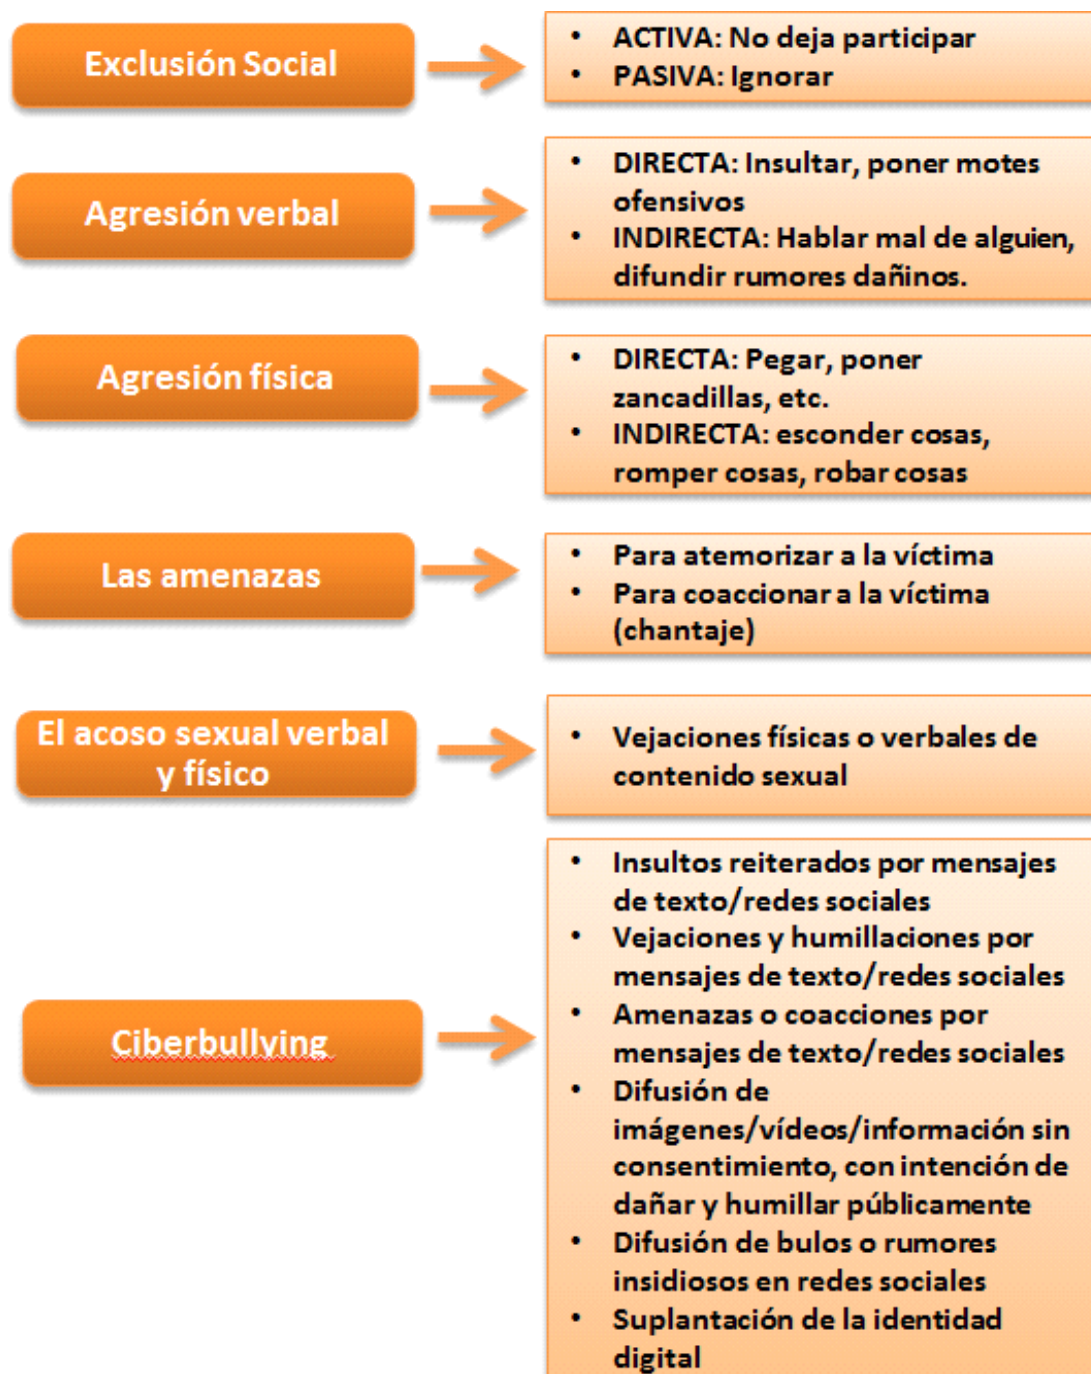 Exclusión Social
• ACTIVA: No deja participar
• PASIVA: Ignorar
Agresión verbal
• DIRECTA: Insultar, poner motes
ofensivos
• INDIRECTA: Hablar mal de alguien,
difundir rumores dañinos.
Agresión física
• DIRECTA: Pegar, poner
zancadillas, etc.
• INDIRECTA: esconder cosas,
romper cosas, robar cosas
Las amenazas
• Para atemorizar a la víctima
• Para coaccionar a la víctima
(chantaje)
El acoso sexual verbal
y físico
• Vejaciones físicas o verbales de
contenido sexual
Ciberbullying
• Insultos reiterados por mensajes
de texto/redes sociales
• Vejaciones y humillaciones por
mensajes de texto/redes sociales
• Amenazas o coacciones por
mensajes de texto/redes sociales
• Difusión de
imágenes/vídeos/información sin
consentimiento, con intención de
dañar y humillar públicamente
• Difusión de bulos o rumores
insidiosos en redes sociales
• Suplantación de la identidad
digital